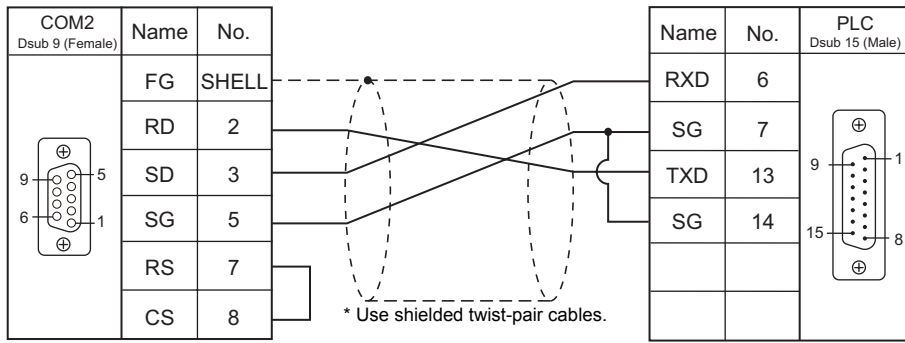 COM2
Dsub 9 (Female)
Name No.
FG SHELL
RD 2
SD 3
SG 5
RS 7
CS 8
9 5
6 1
* Use shielded twist-pair cables.
Name No.
PLC
Dsub 15 (Male)
RXD 6
SG 7
TXD 13
SG 14
9 1
15 8